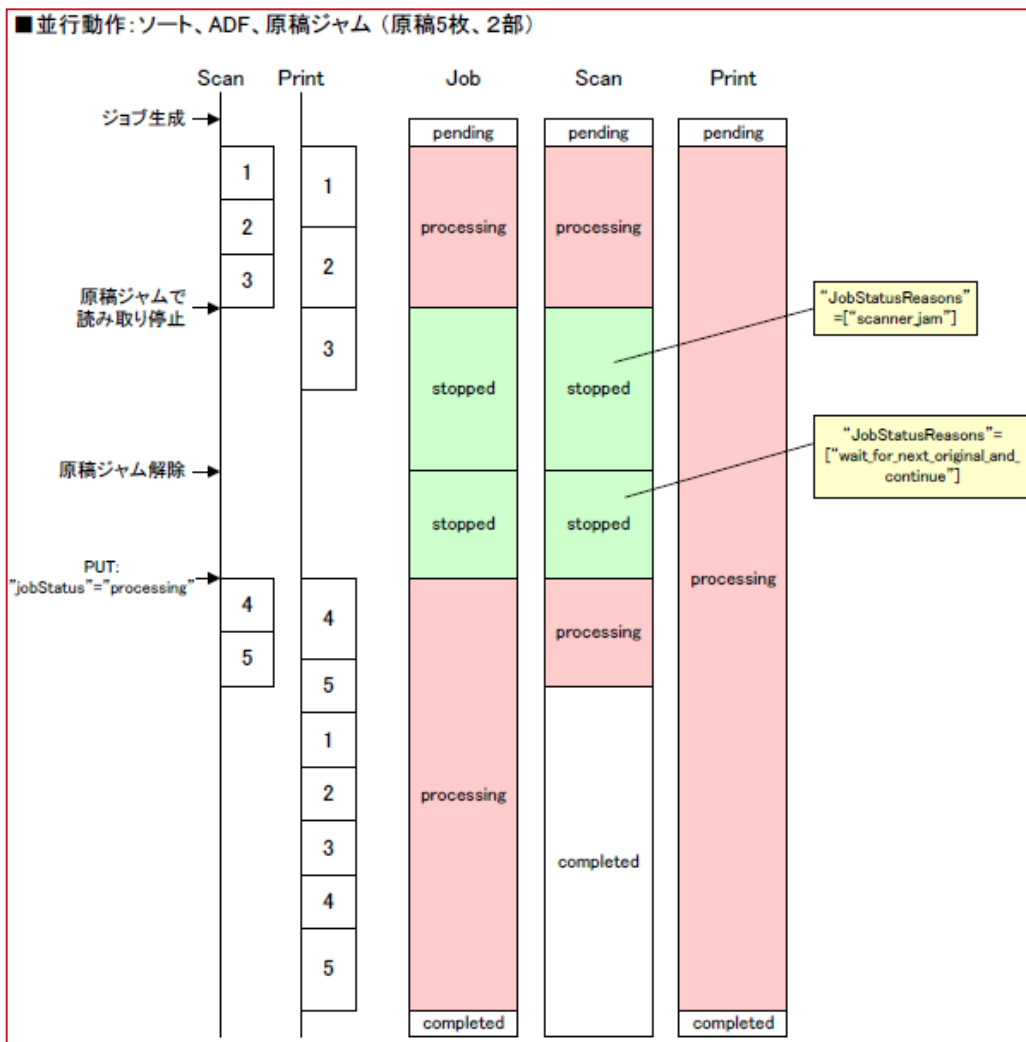 ■並行動作:ソート、ADF、原稿ジャム（原稿5枚、2部）
Scan Print Job Scan Print
ジョブ生成
pending pending pending
1
1
2
processing processing
2
3
原稿ジャムで
読み取り停止
"JobStatusReasons"
=["scanner_jam"]
3
stopped stopped
"JobStatusReasons"=
["wait_for_next_original_and_
continue"]
原稿ジャム解除
stopped stopped
PUT:
"jobStatus"="processing"
processing
4
4
processing
5
5
1
2
processing
3
completed
4
5
completed completed